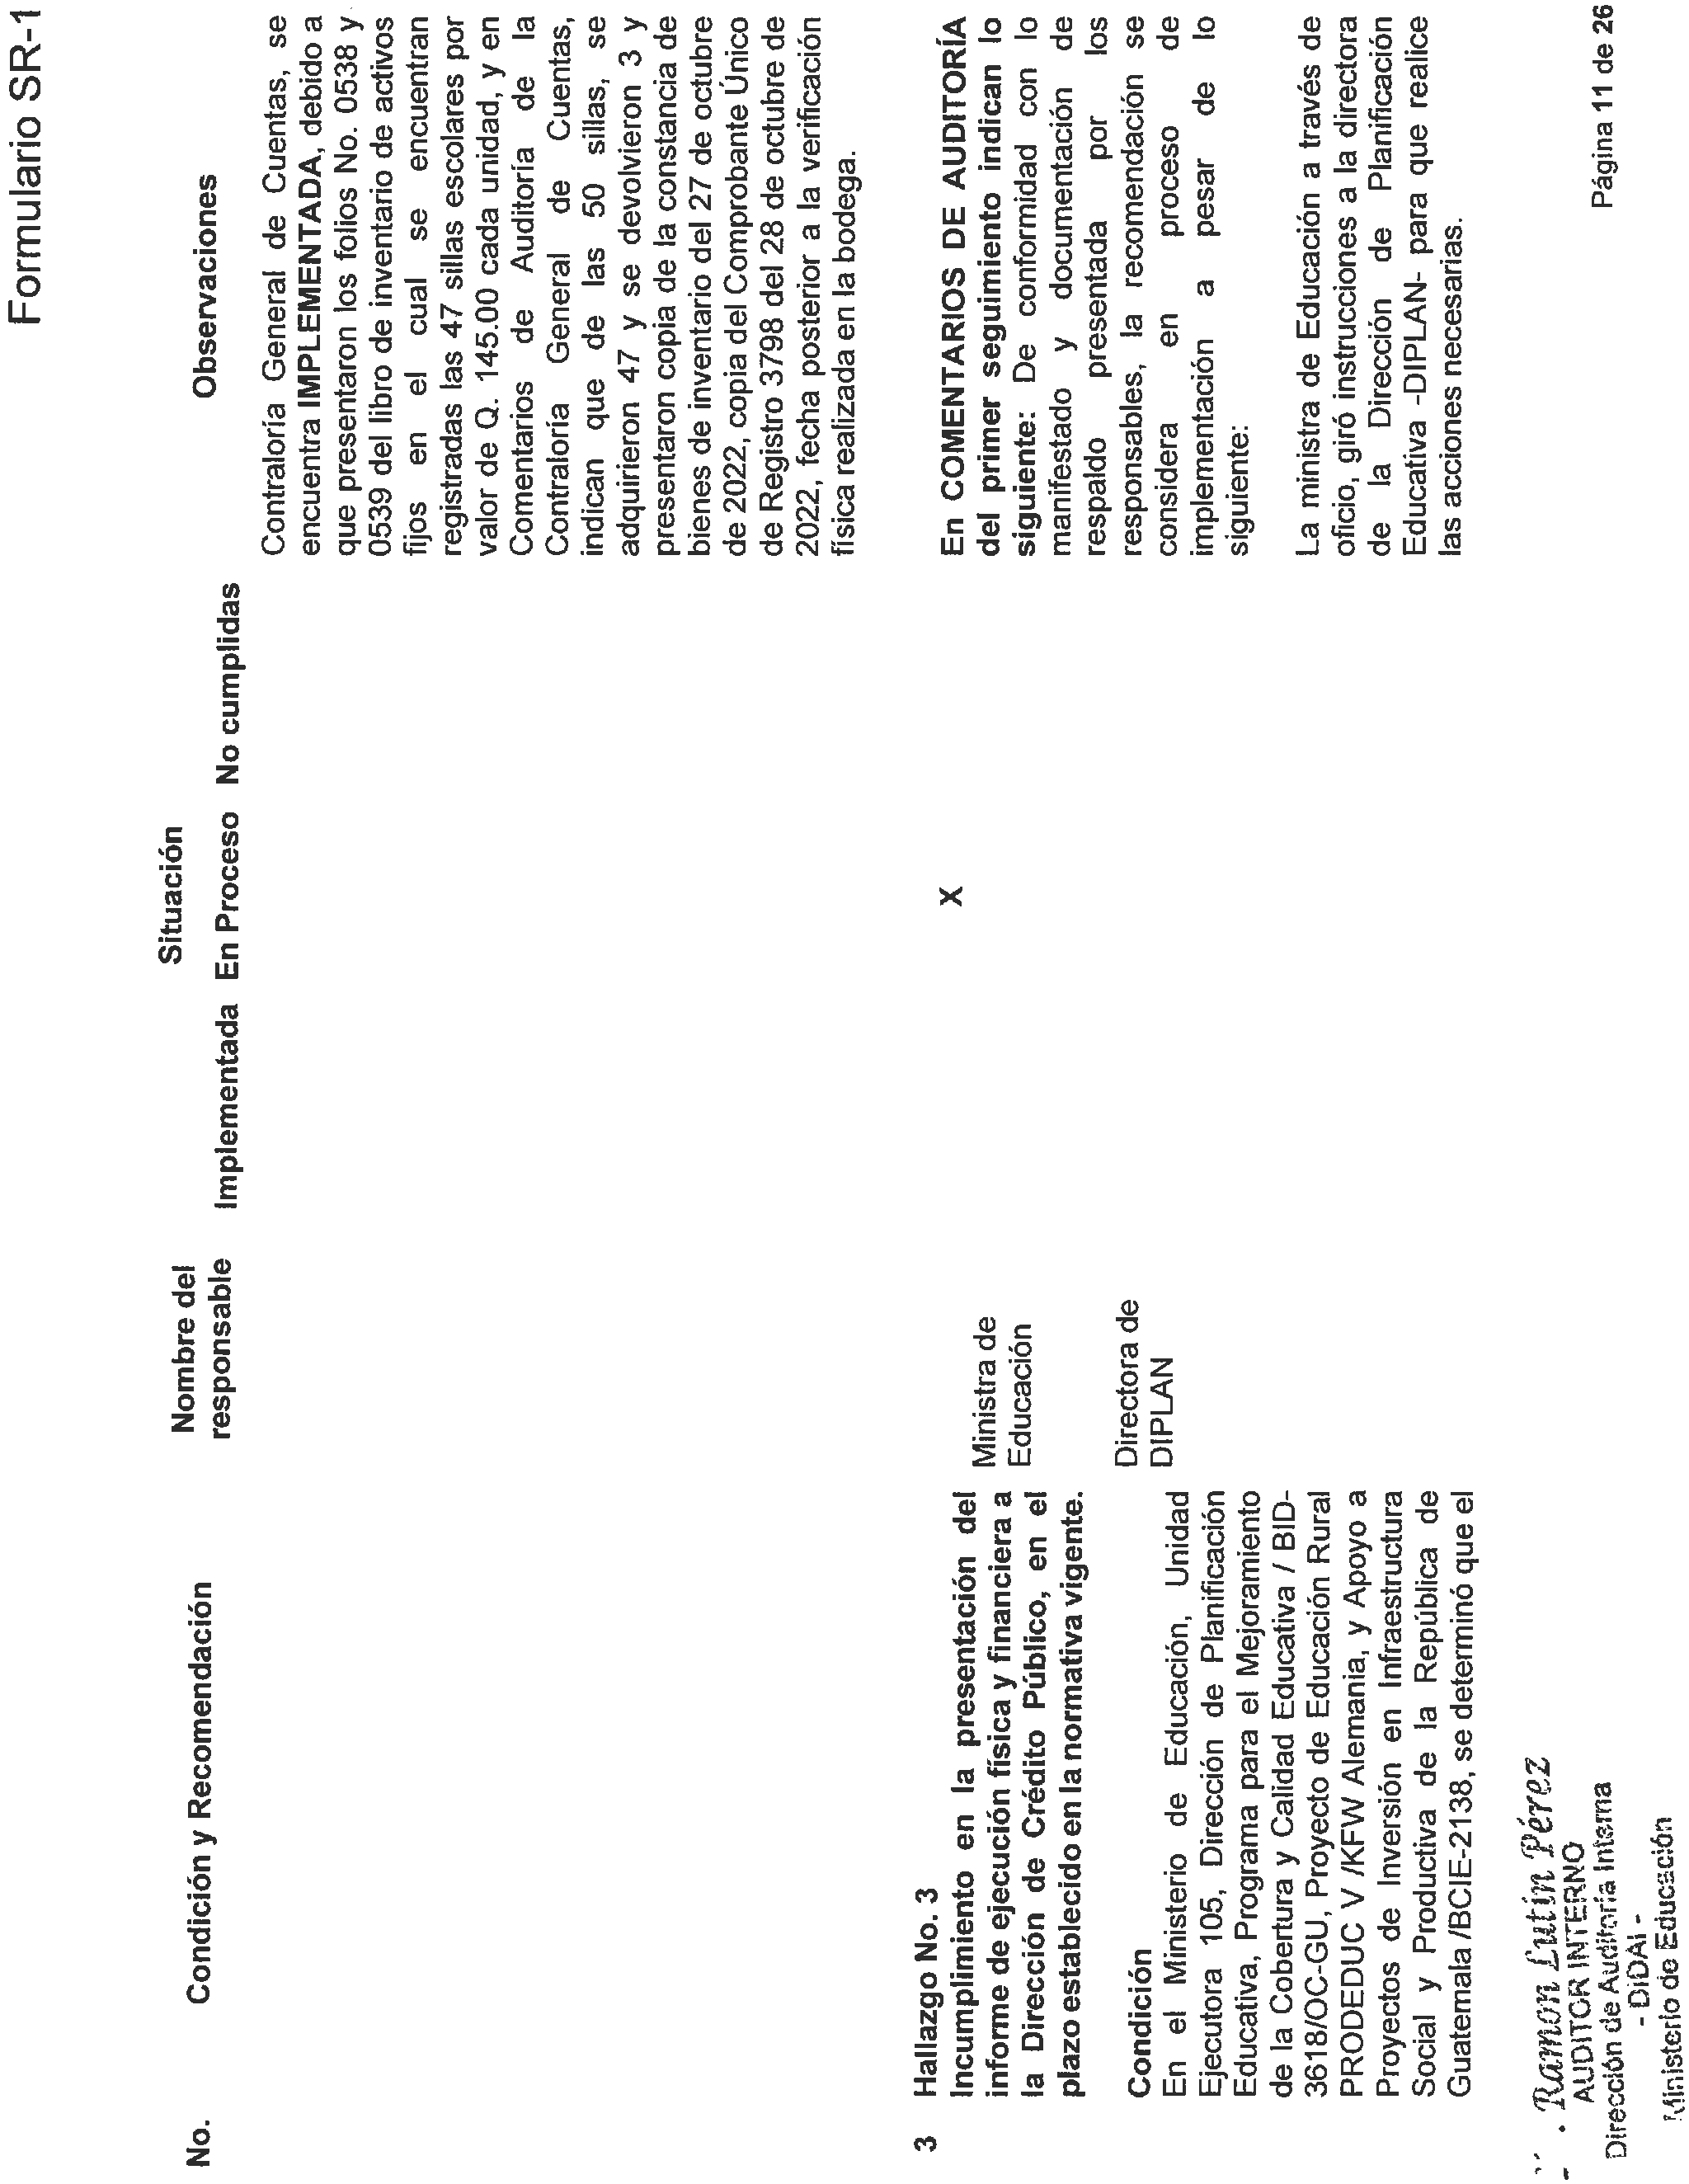 Formulario SR-1
No.
Condición y Recomendación
Nombre del
responsable
Situación
Implementada En Proceso No cumplidas
Observaciones
Contraloría General de Cuentas, se
encuentra IMPLEMENTADA, debido a
que presentaron los folios No. 0538 y
0539 del libro de inventario de activos
fijos en el cual se encuentran
registradas las 47 sillas escolares por
valor de Q. 145.00 cada unidad, y en
Comentarios de Auditoría de la
Contraloría General de Cuentas,
indican que de las 50 sillas, se
adquirieron 47 y se devolvieron 3 y
presentaron copia de la constancia de
bienes de inventario del 27 de octubre
de 2022, copia del Comprobante Único
de Registro 3798 del 28 de octubre de
2022, fecha posterior a la verificación
física realizada en la bodega.
3
Hallazgo No. 3
Incumplimiento en la presentación del
informe de ejecución física y financiera a
la Dirección de Crédito Público, en el
plazo establecido en la normativa vigente.
Condición
En el Ministerio de Educación, Unidad
Ejecutora 105, Dirección de Planificación
Educativa, Programa para el Mejoramiento
de la Cobertura y Calidad Educativa / BID-
3618/OC-GU, Proyecto de Educación Rural
PRODEDUC V /KFW Alemania, y Apoyo a
Proyectos de Inversión en Infraestructura
Social y Productiva de la República de
Guatemala /BCIE-2138, se determinó que el
Ministra de
Educación
Directora de
DIPLAN
X
En COMENTARIOS DE AUDITORÍA
del primer seguimiento indican lo
siguiente: De conformidad con lo
manifestado y documentación de
respaldo presentada por los
responsables, la recomendación se
considera en proceso de
implementación a pesar de lo
siguiente:
La ministra de Educación a través de
oficio, giró instrucciones a la directora
de la Dirección de Planificación
Educativa -DIPLAN- para que realice
las acciones necesarias.
Ramon Lutín Pérez
AUDITOR INTERNO
Dirección de Auditoría Interna
- DIDAI -
Ministerio de Educación
Página 11 de 26